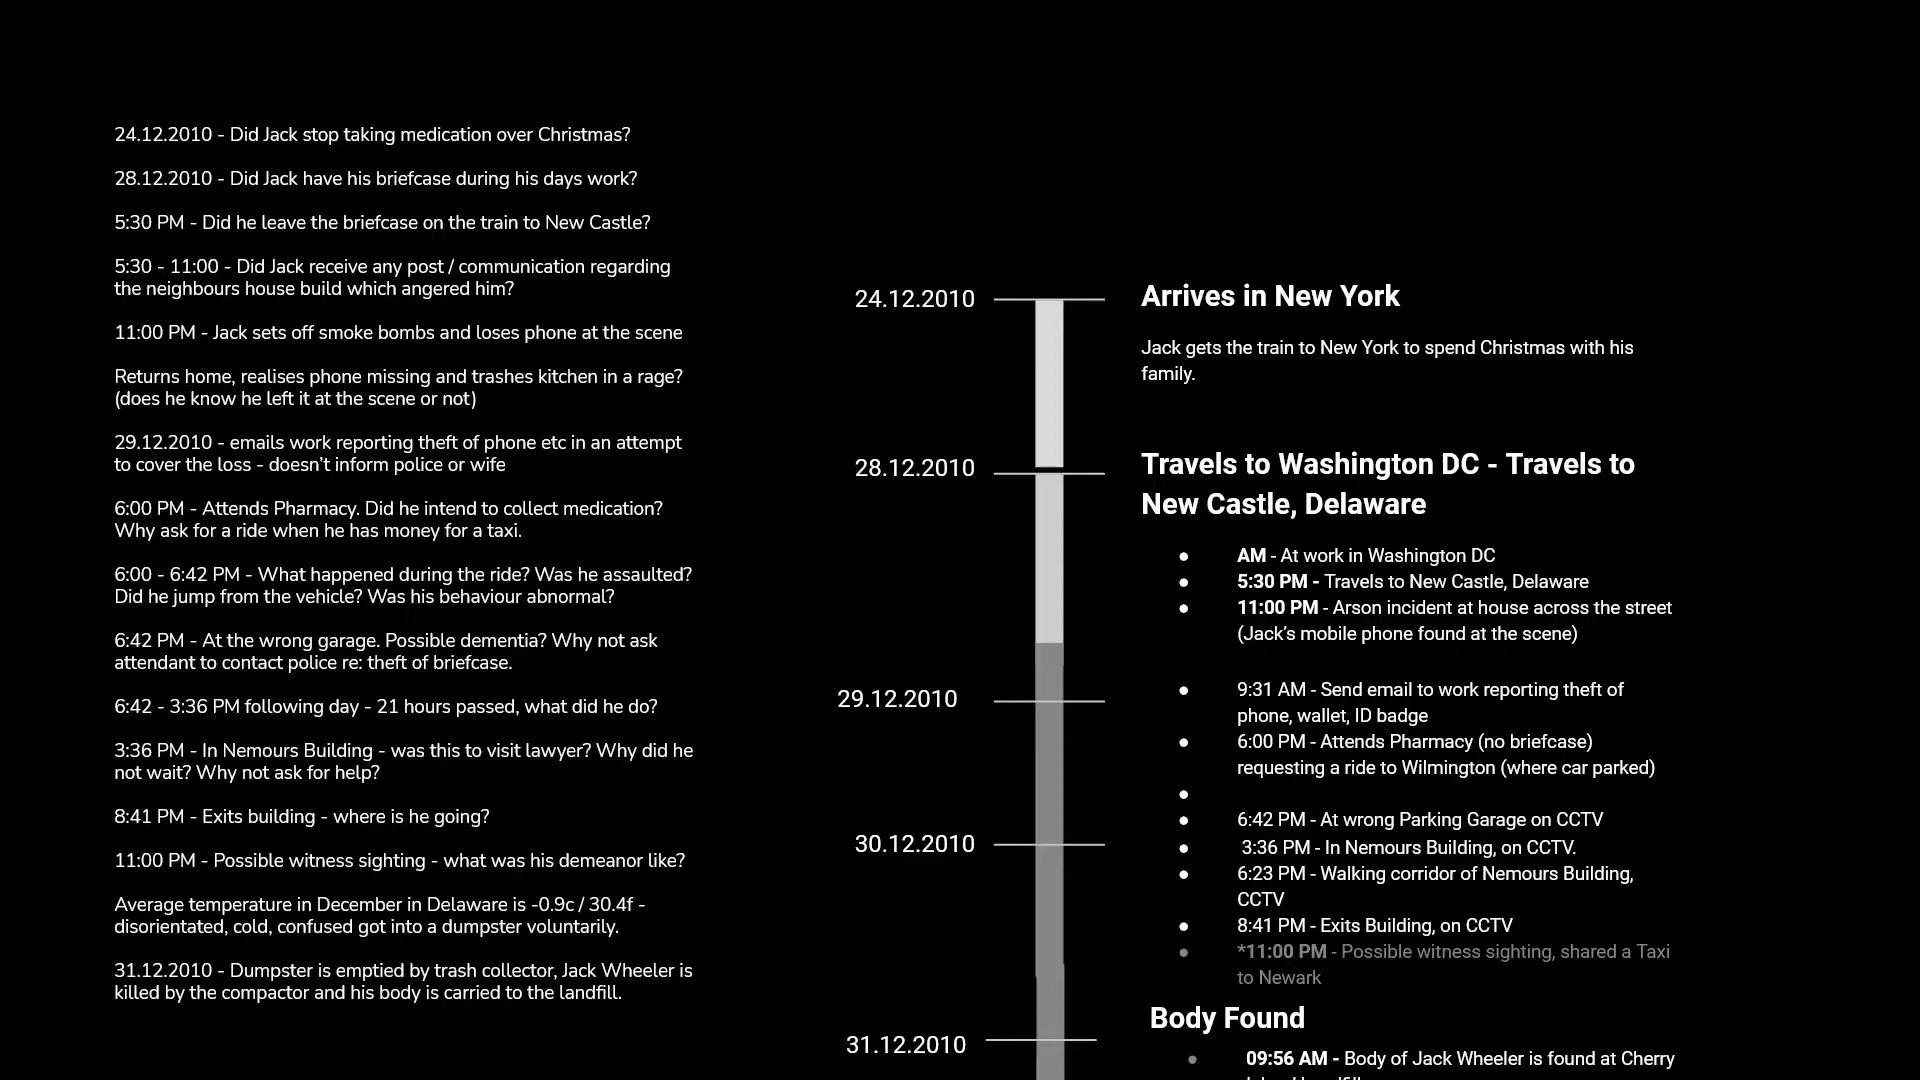 24.12.2010 - Did Jack stop taking medication over Christmas?
28.12.2010 - Did Jack have his briefcase during his days work?
5:30 PM - Did he leave the briefcase on the train to New Castle?
5:30 - 11:00 - Did Jack receive any post / communication regarding
the neighbours house build which angered him?
11:00 PM - Jack sets off smoke bombs and loses phone at the scene
Returns home, realises phone missing and trashes kitchen in a rage?
(does he know he left it at the scene or not)
29.12.2010 - emails work reporting theft of phone etc in an attempt
to cover the loss - doesn't inform police or wife
6:00 PM - Attends Pharmacy. Did he intend to collect medication?
Why ask for a ride when he has money for a taxi.
6:00 - 6:42 PM - What happened during the ride? Was he assaulted?
Did he jump from the vehicle? Was his behaviour abnormal?
6:42 PM - At the wrong garage. Possible dementia? Why not ask
attendant to contact police re: theft of briefcase.
6:42 - 3:36 PM following day - 21 hours passed, what did he do?
3:36 PM - In Nemours Building - was this to visit lawyer? Why did he
not wait? Why not ask for help?
8:41 PM - Exits building - where is he going?
11:00 PM - Possible witness sighting - what was his demeanor like?
Average temperature in December in Delaware is -0.9c / 30.4f -
disorientated, cold, confused got into a dumpster voluntarily.
31.12.2010 - Dumpster is emptied by trash collector, Jack Wheeler is
killed by the compactor and his body is carried to the landfill.
24.12.2010
Arrives in New York
Jack gets the train to New York to spend Christmas with his
family.
28.12.2010
Travels to Washington DC - Travels to
New Castle, Delaware
● AM - At work in Washington DC
● 5:30 PM - Travels to New Castle, Delaware
● 11:00 PM - Arson incident at house across the street
(Jack's mobile phone found at the scene)
29.12.2010
● 9:31 AM - Send email to work reporting theft of
phone, wallet, ID badge
● 6:00 PM - Attends Pharmacy (no briefcase)
requesting a ride to Wilmington (where car parked)
●
● 6:42 PM - At wrong Parking Garage on CCTV
30.12.2010
● 3:36 PM - In Nemours Building, on CCTV.
● 6:23 PM - Walking corridor of Nemours Building,
CCTV
● 8:41 PM - Exits Building, on CCTV
● *11:00 PM - Possible witness sighting, shared a Taxi
to Newark
31.12.2010
Body Found
● 09:56 AM - Body of Jack Wheeler is found at Cherry